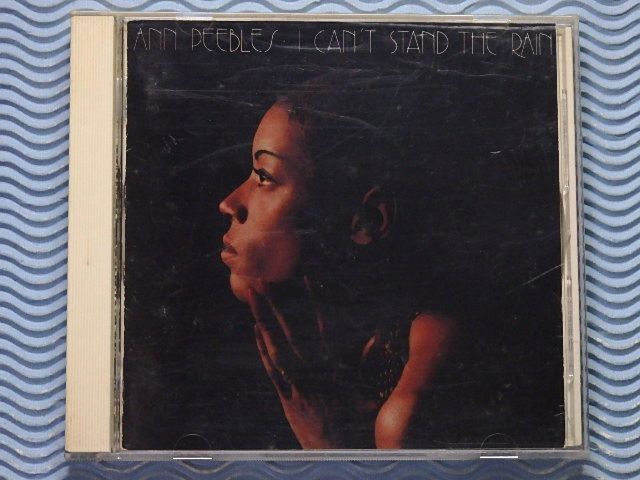 ANN PEEBLES · I CAN'T STAND THE RAIN